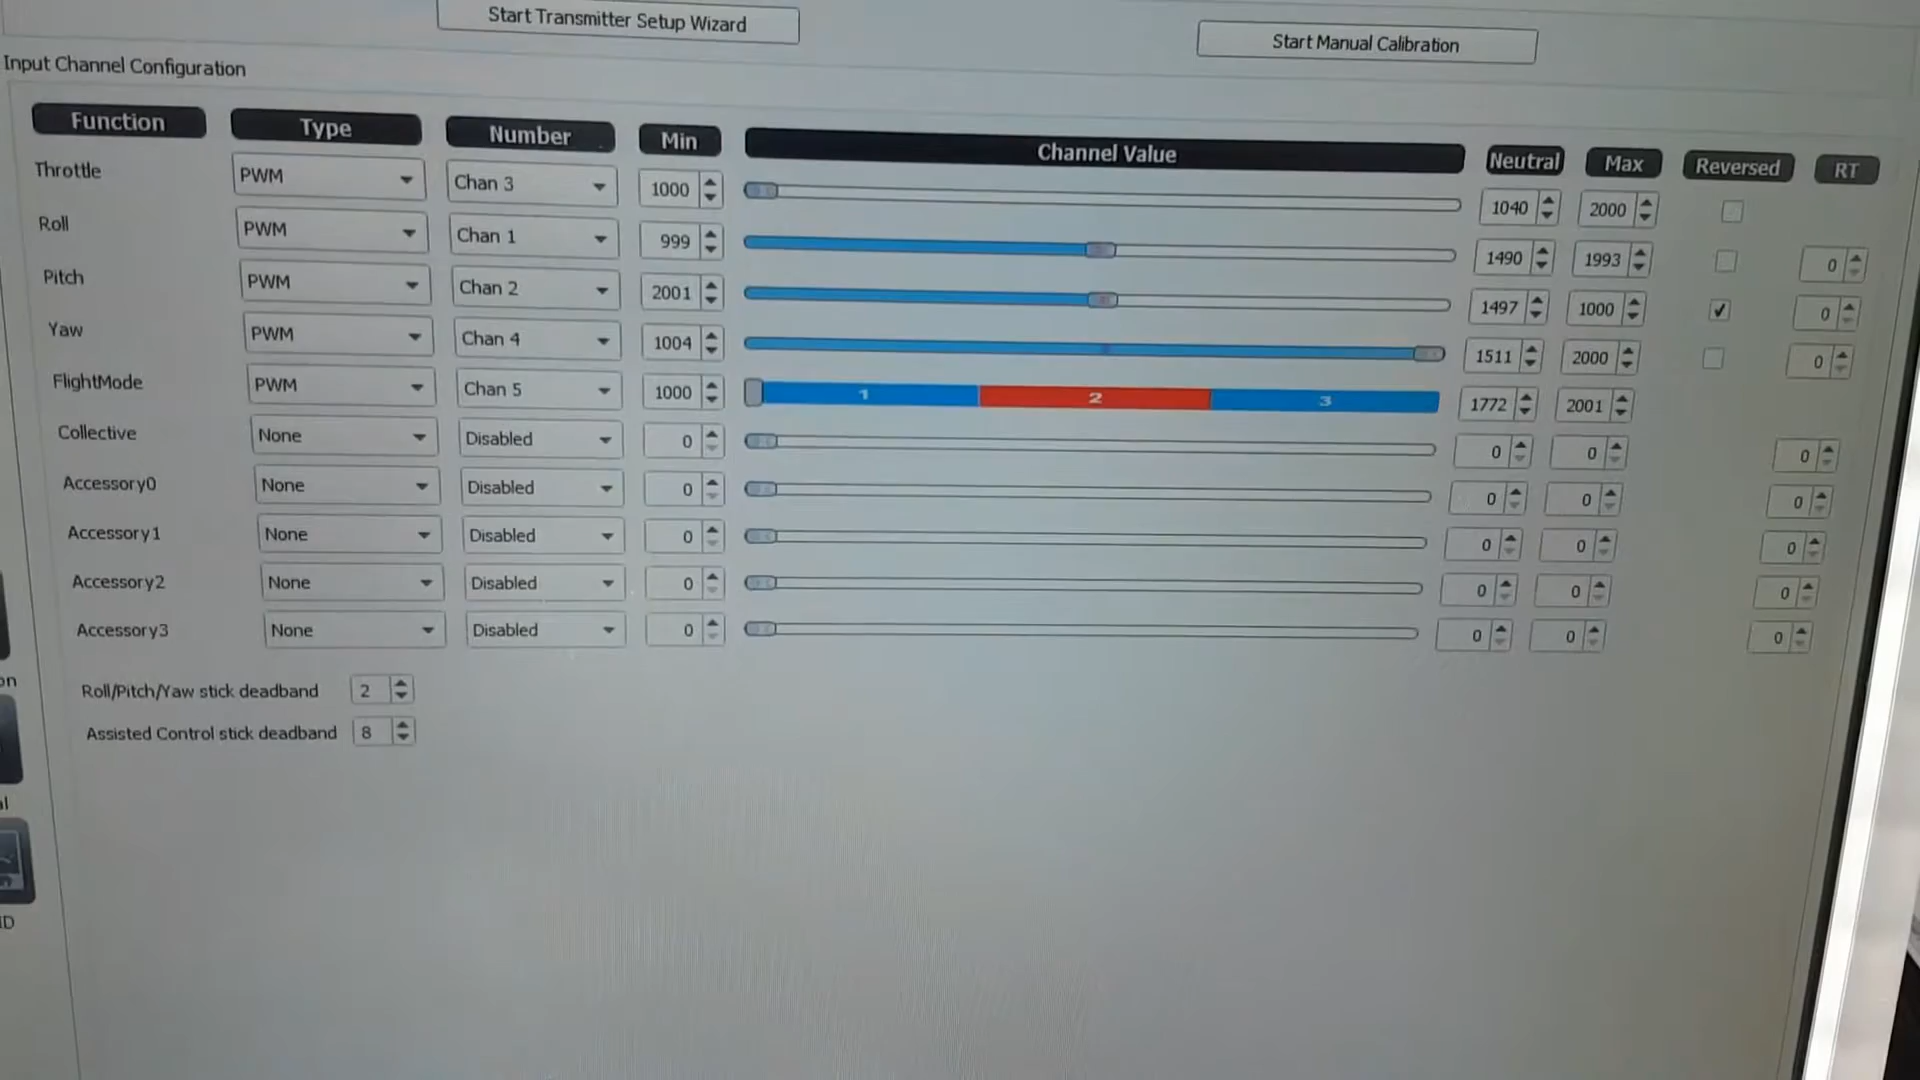 Start Transmitter Setup Wizard
Start Manual Calibration
Input Channel Configuration
Function Type Number Min Channel Value Neutral Max Reversed RT
Throttle PWM Chan 3 1000 1040 2000
Roll PWM Chan 1 999 1490 1993 0
Pitch PWM Chan 2 2001 1497 1000 0
Yaw PWM Chan 4 1004 1511 2000 0
FlightMode PWM Chan 5 1000 1 2 3 1772 2001
Collective None Disabled 0 0 0 0
Accessory0 None Disabled 0 0 0 0
Accessory1 None Disabled 0 0 0 0
Accessory2 None Disabled 0 0 0 0
Accessory3 None Disabled 0 0 0 0
Roll/Pitch/Yaw stick deadband 2
Assisted Control stick deadband 8